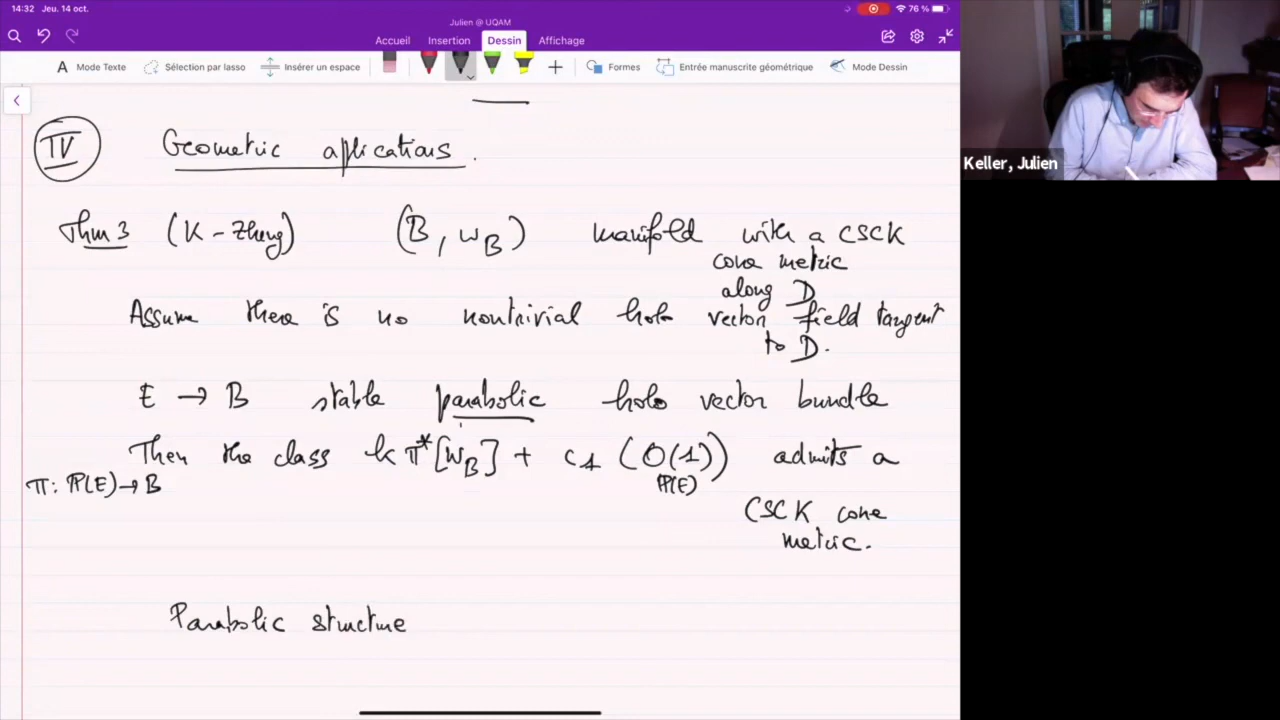 14:32 Jeu. 14 oct.
76 %
Julien @ UQAM
Accueil Insertion Dessin Affichage
Mode Texte Sélection par lasso Insérer un espace Formes Entrée manuscrite géométrique Mode Dessin
IV Geometric aplications.
Thm 3 (K-Zheng) (B, ω_B) manifold with a CSCK
cone metric
along D
Assume there is no nontrivial holo vector field tangent
to D.
E → B stable parabolic holo vector bundle
Then the class k π*[ω_B] + c1 (O(1)) admits a
π: P(E) → B P(E)
CSCK cone
metric.
Parabolic structure
Keller, Julien